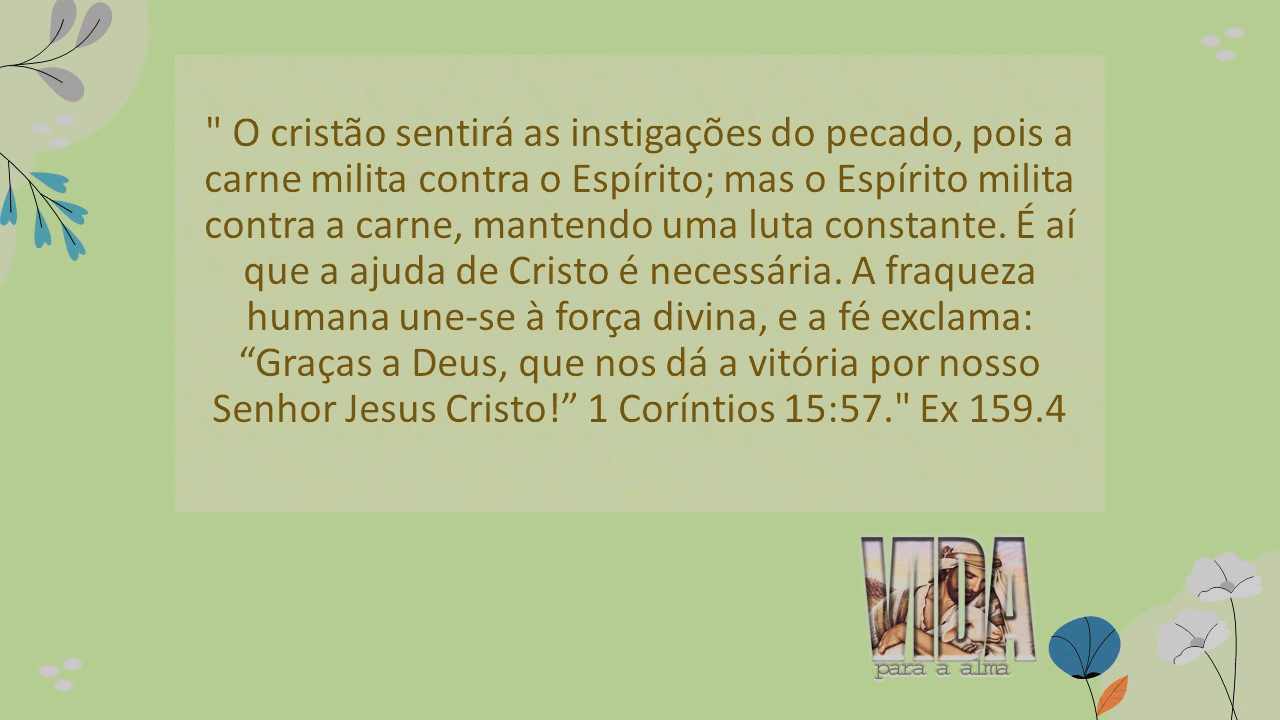 " O cristão sentirá as instigações do pecado, pois a
carne milita contra o Espírito; mas o Espírito milita
contra a carne, mantendo uma luta constante. É aí
que a ajuda de Cristo é necessária. A fraqueza
humana une-se à força divina, e a fé exclama:
“Graças a Deus, que nos dá a vitória por nosso
Senhor Jesus Cristo!” 1 Coríntios 15:57." Ex 159.4
VIDA
para a alma